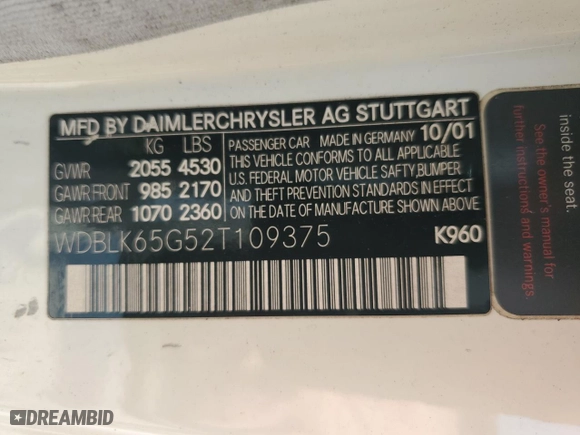 MFD BY DAIMLERCHRYSLER AG STUTTGART
KG LBS
GVWR 2055 4530
GAWR FRONT 985 2170
GAWR REAR 1070 2360
PASSENGER CAR MADE IN GERMANY 10/01
THIS VEHICLE CONFORMS TO ALL APPLICABLE
U.S. FEDERAL MOTOR VEHICLE SAFETY, BUMPER
AND THEFT PREVENTION STANDARDS IN EFFECT
ON THE DATE OF MANUFACTURE SHOWN ABOVE.
WDBLK65G52T109375 K960
inside the seat.
See the owner's manual for
further instructions and warnings.
DREAMBID